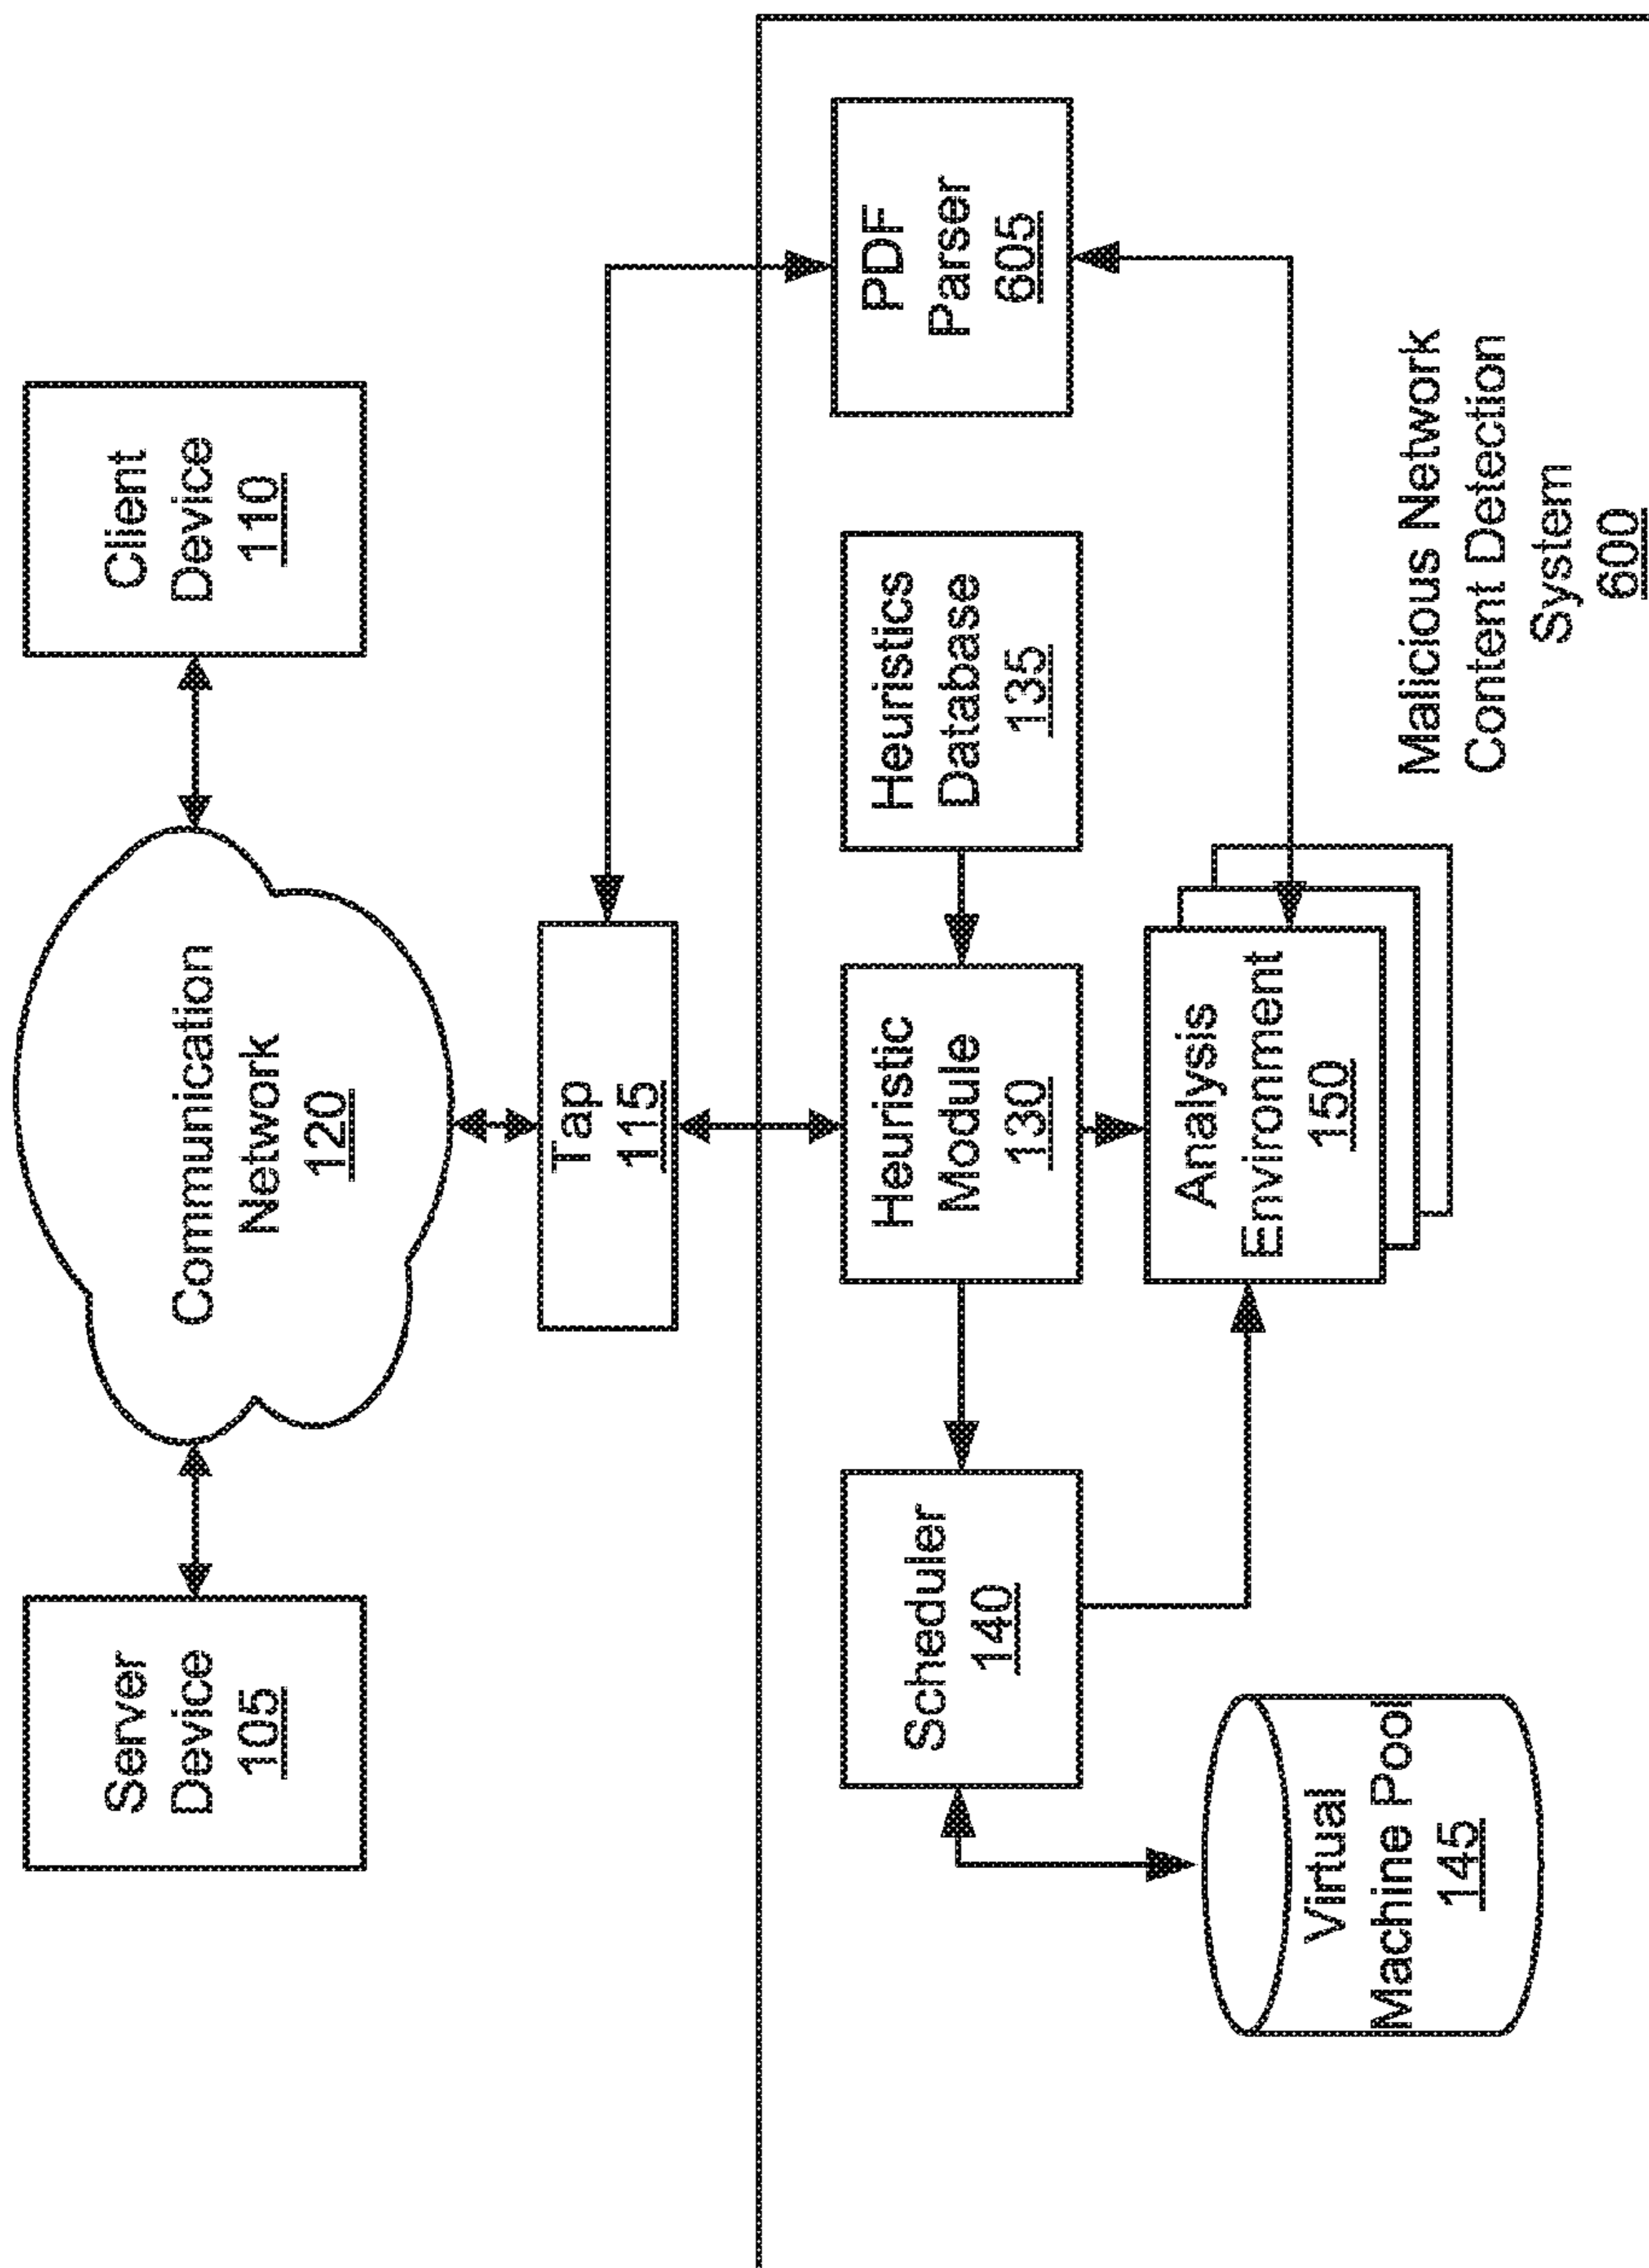 Server
Device
105
Communication
Network
120
Client
Device
110
Tap
115
PDF
Parser
605
Scheduler
140
Heuristic
Module
130
Heuristics
Database
135
Virtual
Machine Pool
145
Analysis
Environment
150
Malicious Network
Content Detection
System
600